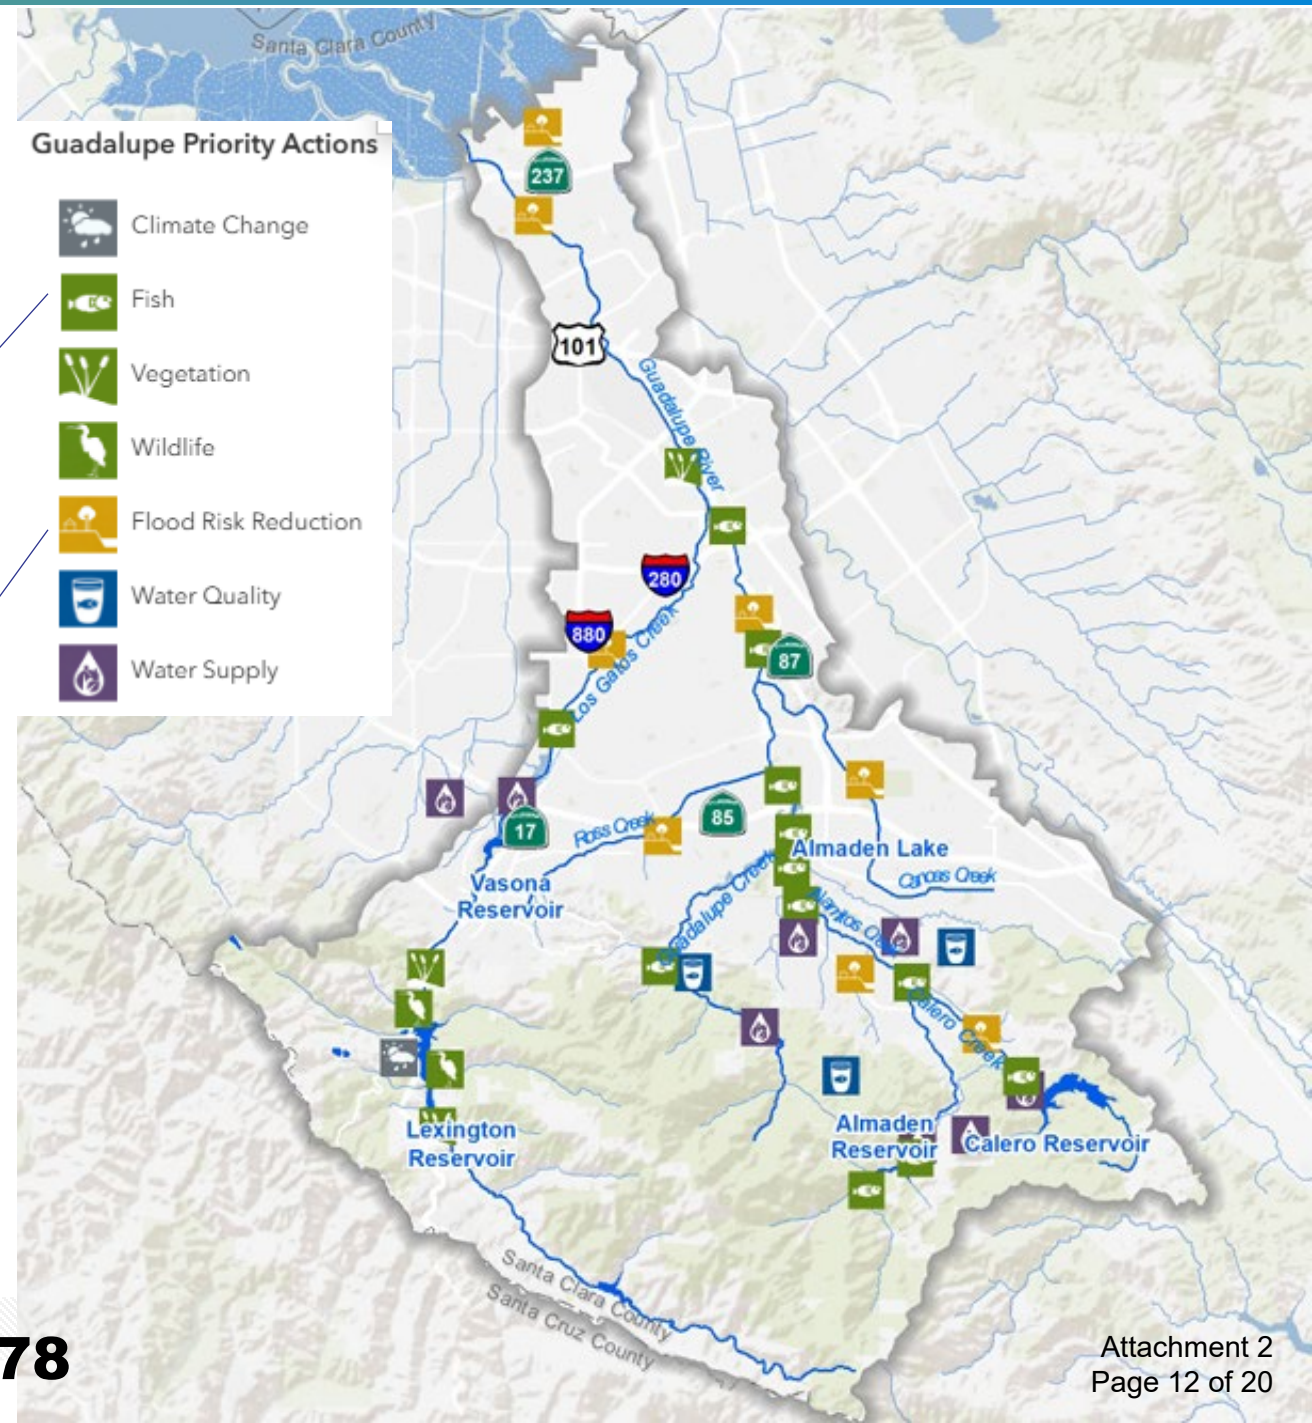 Santa Clara County
Guadalupe Priority Actions
Climate Change
Fish
Vegetation
Wildlife
Flood Risk Reduction
Water Quality
Water Supply
237
101
Guadalupe River
280
880
Los Gatos Creek
87
17
Ross Creek
85
Almaden Lake
Canoas Creek
Vasona
Reservoir
Guadalupe Creek
Alamitos Creek
Calero Creek
Lexington
Reservoir
Almaden
Reservoir
Calero Reservoir
Santa Clara County
Santa Cruz County
78
Attachment 2
Page 12 of 20